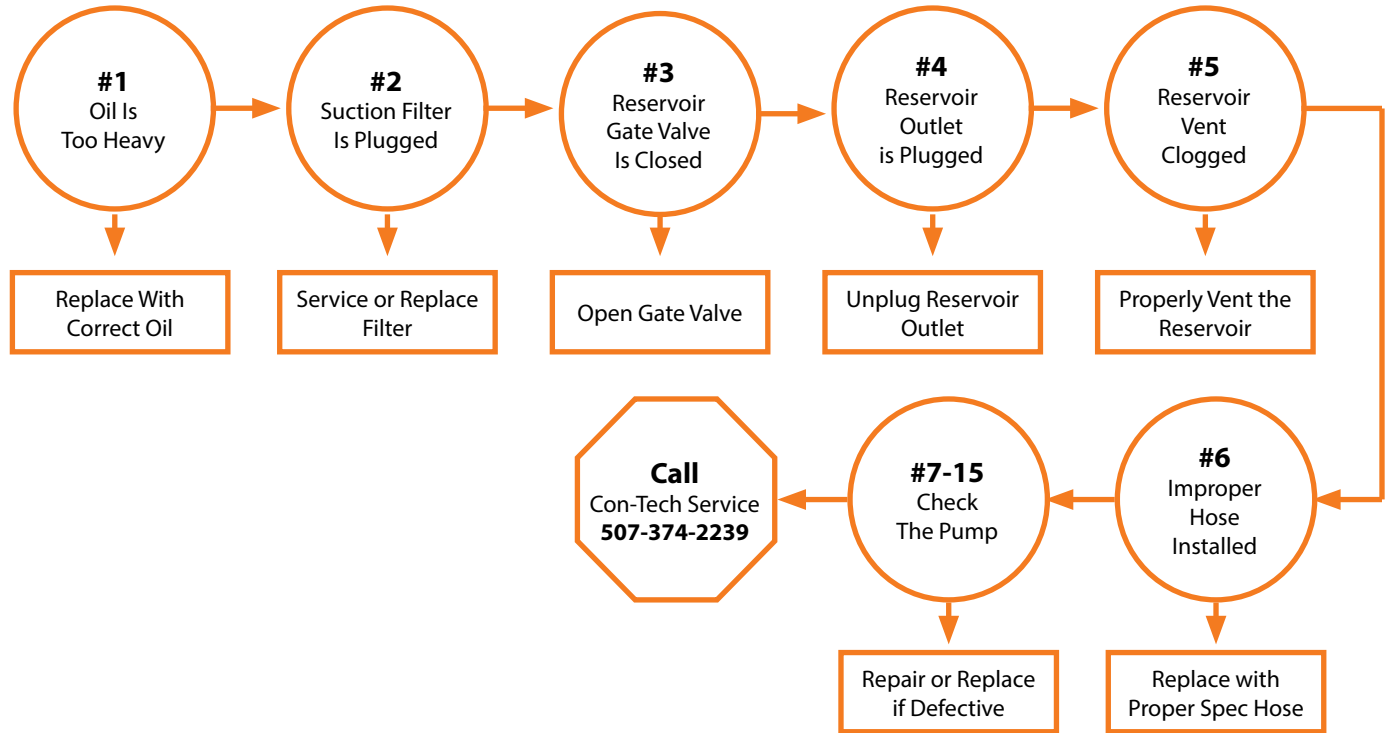 #1
Oil Is
Too Heavy
#2
Suction Filter
Is Plugged
#3
Reservoir
Gate Valve
Is Closed
#4
Reservoir
Outlet
is Plugged
#5
Reservoir
Vent
Clogged
Replace With
Correct Oil
Service or Replace
Filter
Open Gate Valve
Unplug Reservoir
Outlet
Properly Vent the
Reservoir
#6
Improper
Hose
Installed
#7-15
Check
The Pump
Call
Con-Tech Service
507-374-2239
Replace with
Proper Spec Hose
Repair or Replace
if Defective